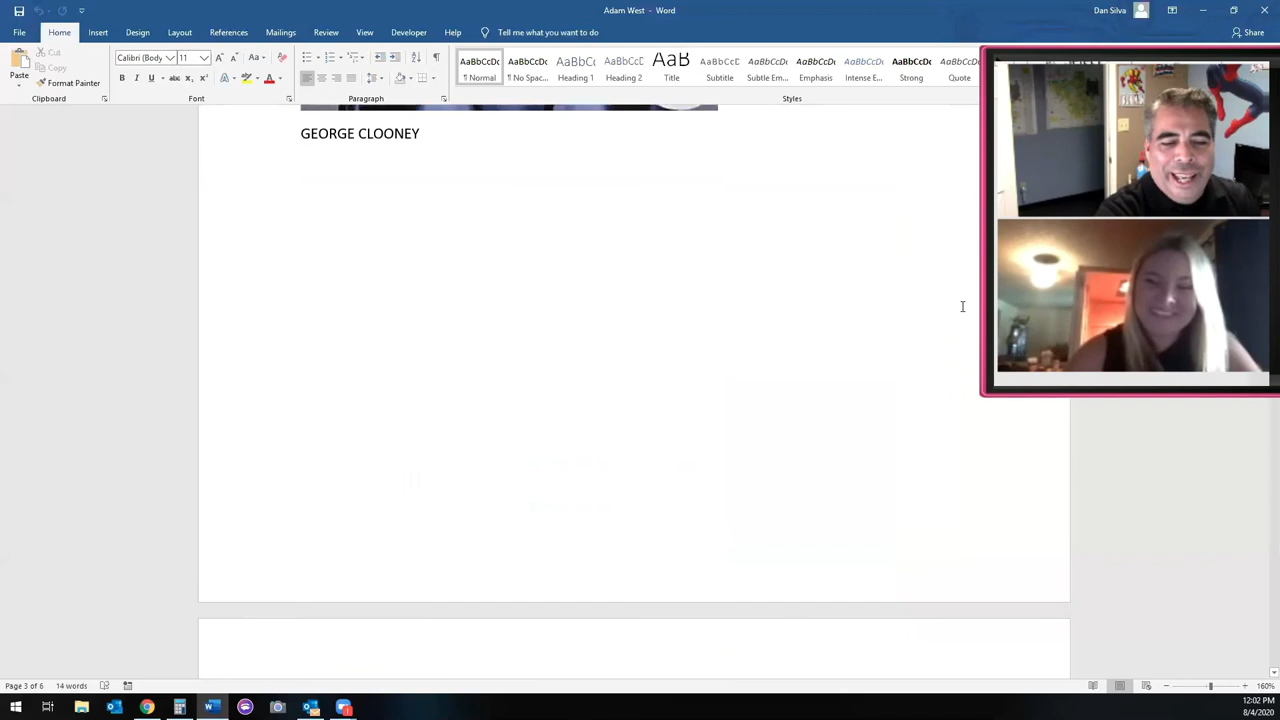 Adam West - Word
Dan Silva
File Home Insert Design Layout References Mailings Review View Developer Help Tell me what you want to do Share
Paste
Cut
Copy
Format Painter
Clipboard
Calibri (Body 11
Font
Paragraph
AaBbCcDc AaBbCcDc AaBbCc AaBbCcC AaB AaBbCcC AaBbCcDc AaBbCcDc AaBbCcDc AaBbCcDc AaBbCcDc
¶ Normal ¶ No Spac... Heading 1 Heading 2 Title Subtitle Subtle Em... Emphasis Intense E... Strong Quote
Styles
GEORGE CLOONEY
Page 3 of 6 14 words
160%
12:02 PM
8/4/2020